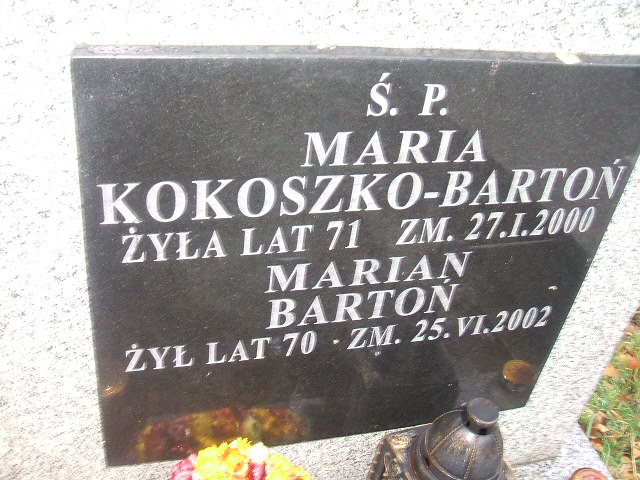 Ś. P.
MARIA
KOKOSZKO-BARTOŃ
ŻYŁA LAT 71 ZM. 27.I.2000
MARIAN
BARTOŃ
ŻYŁ LAT 70 · ZM. 25.VI.2002